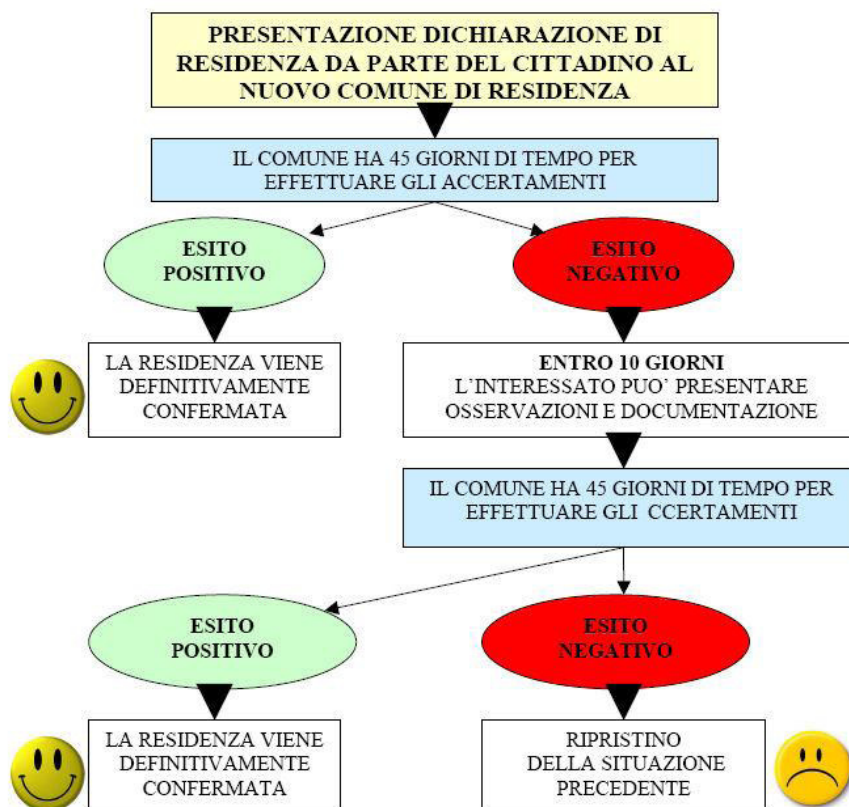 PRESENTAZIONE DICHIARAZIONE DI
RESIDENZA DA PARTE DEL CITTADINO AL
NUOVO COMUNE DI RESIDENZA
IL COMUNE HA 45 GIORNI DI TEMPO PER
EFFETTUARE GLI ACCERTAMENTI
ESITO
POSITIVO
ESITO
NEGATIVO
LA RESIDENZA VIENE
DEFINITIVAMENTE
CONFERMATA
ENTRO 10 GIORNI
L'INTERESSATO PUO' PRESENTARE
OSSERVAZIONI E DOCUMENTAZIONE
IL COMUNE HA 45 GIORNI DI TEMPO PER
EFFETTUARE GLI CCERTAMENTI
ESITO
POSITIVO
ESITO
NEGATIVO
LA RESIDENZA VIENE
DEFINITIVAMENTE
CONFERMATA
RIPRISTINO
DELLA SITUAZIONE
PRECEDENTE